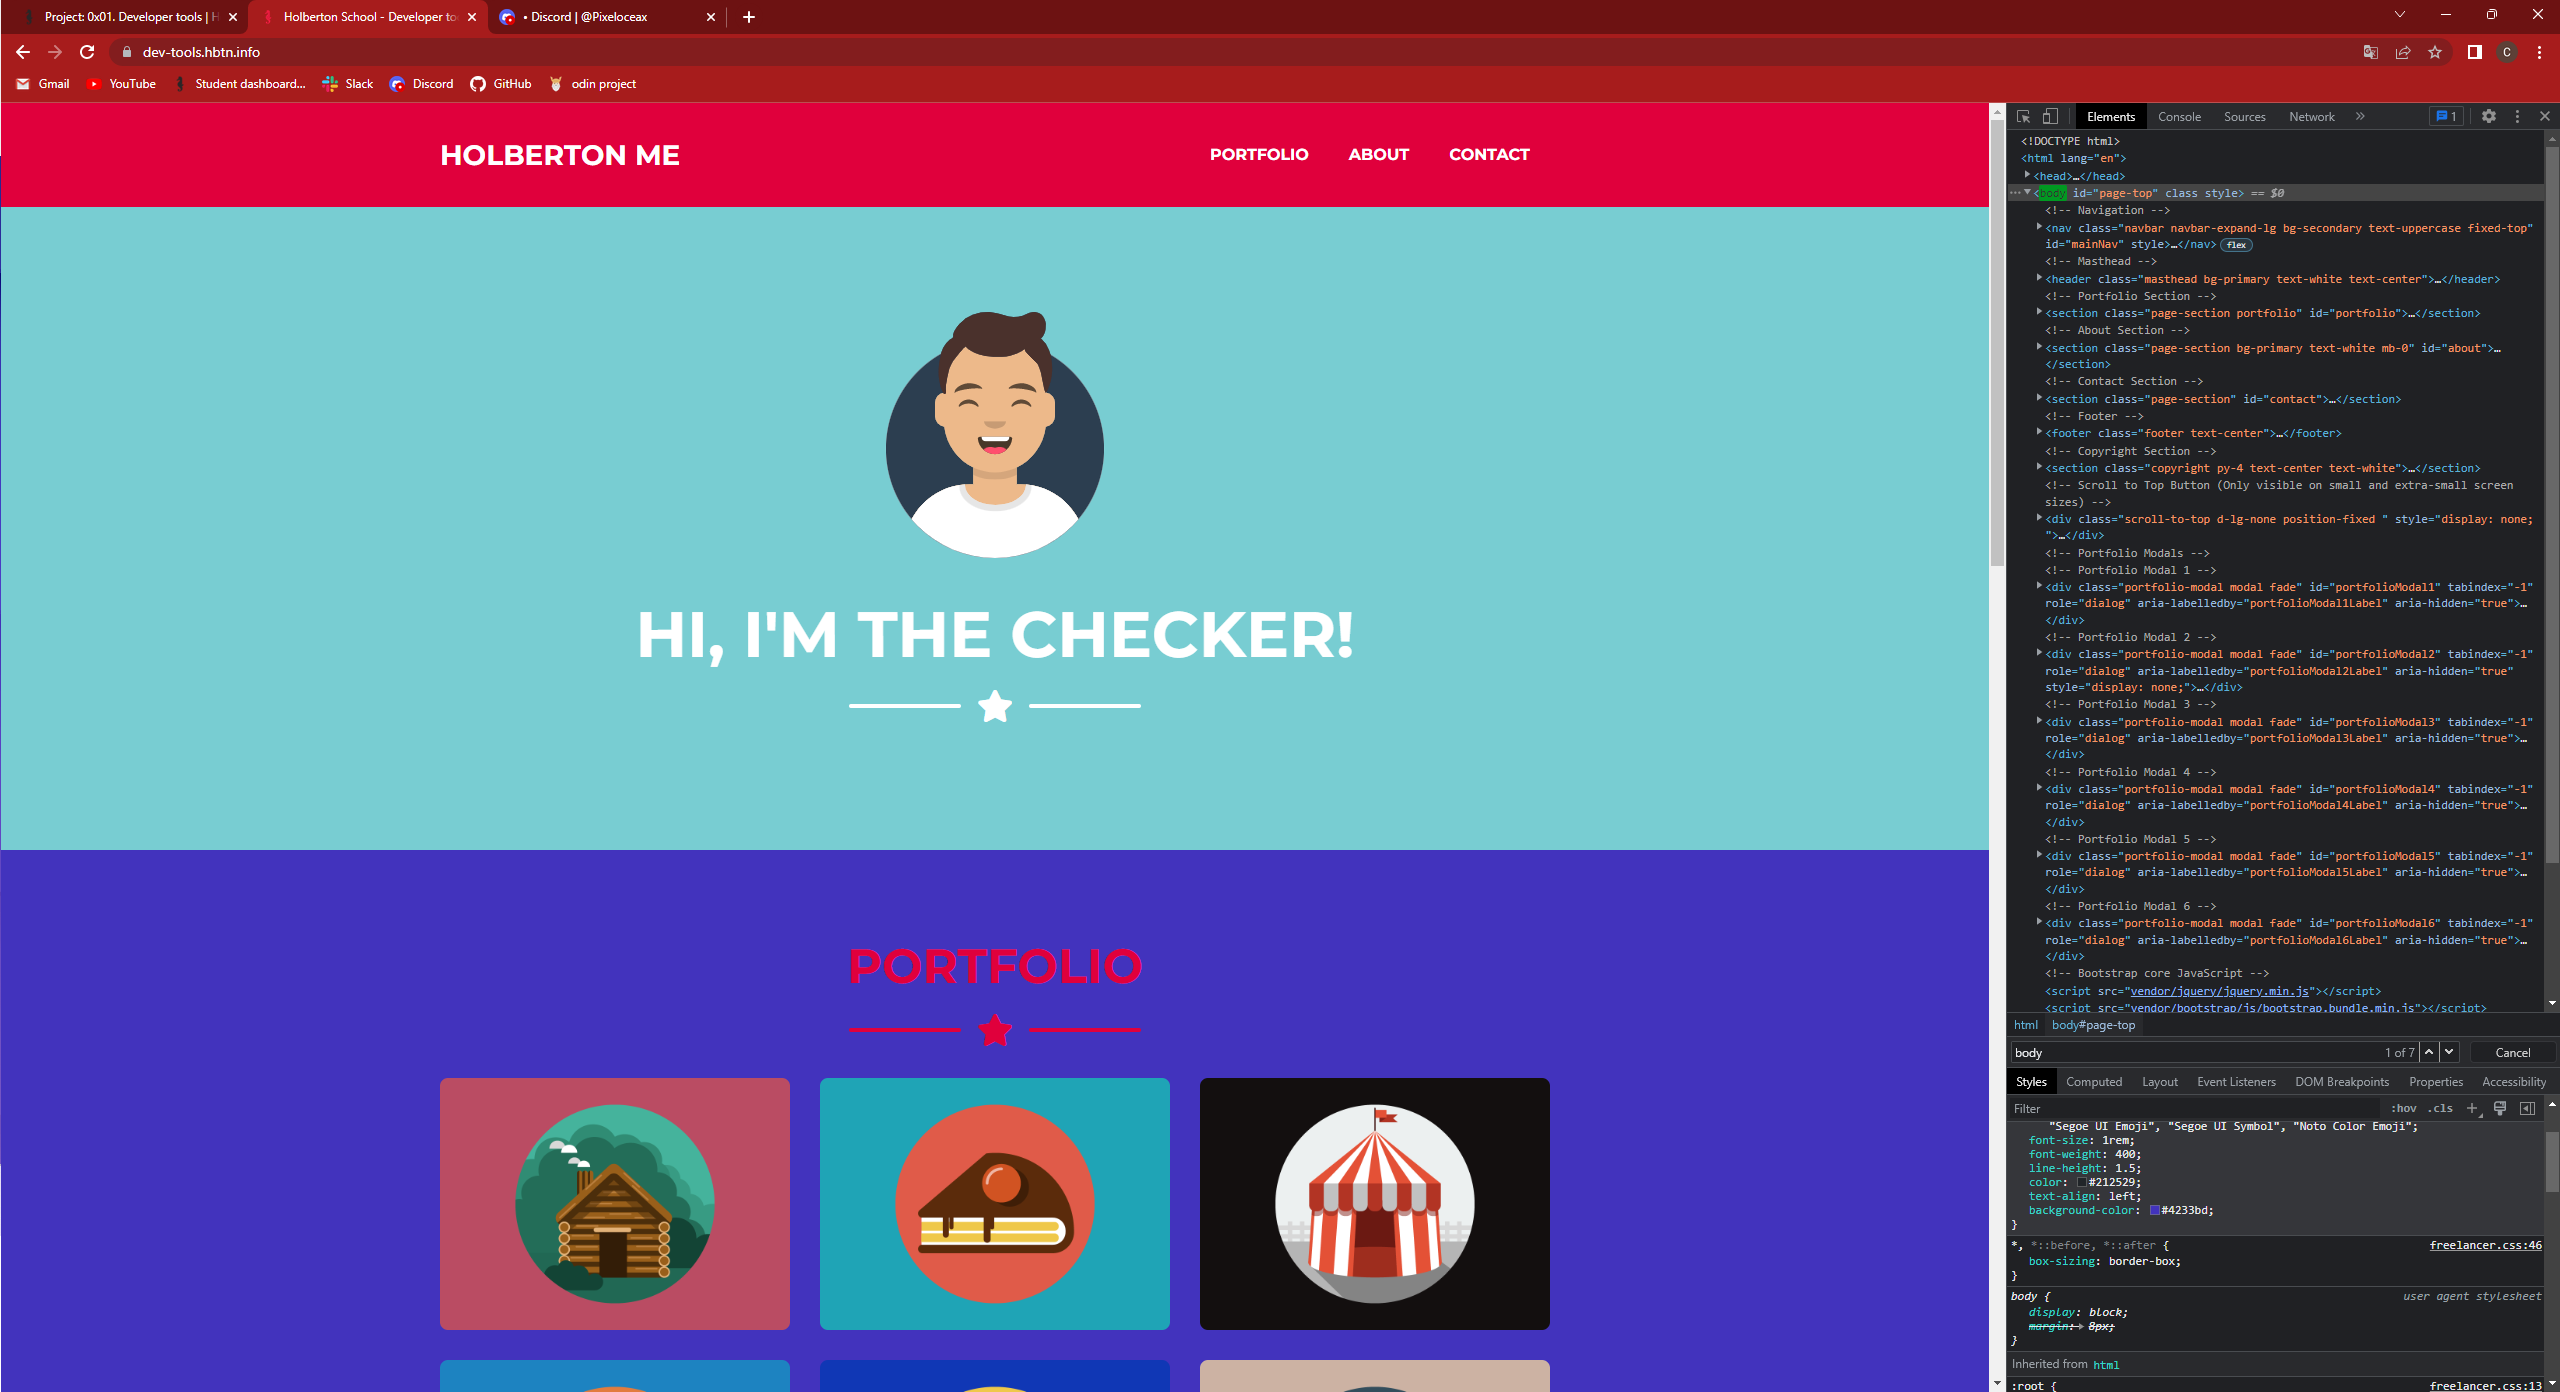 Project: 0x01. Developer tools | H
Holberton School - Developer to
• Discord | @Pixeloceax
dev-tools.hbtn.info
C
Gmail
YouTube
Student dashboard...
Slack
Discord
GitHub
odin project
HOLBERTON ME
PORTFOLIO
ABOUT
CONTACT
HI, I'M THE CHECKER!
PORTFOLIO
Elements
Console
Sources
Network
»
1
<!DOCTYPE html>
<html lang="en">
<head>…</head>
<body id="page-top" class style> == $0
<!-- Navigation -->
<nav class="navbar navbar-expand-lg bg-secondary text-uppercase fixed-top"
id="mainNav" style>…</nav> flex
<!-- Masthead -->
<header class="masthead bg-primary text-white text-center">…</header>
<!-- Portfolio Section -->
<section class="page-section portfolio" id="portfolio">…</section>
<!-- About Section -->
<section class="page-section bg-primary text-white mb-0" id="about">…
</section>
<!-- Contact Section -->
<section class="page-section" id="contact">…</section>
<!-- Footer -->
<footer class="footer text-center">…</footer>
<!-- Copyright Section -->
<section class="copyright py-4 text-center text-white">…</section>
<!-- Scroll to Top Button (Only visible on small and extra-small screen
sizes) -->
<div class="scroll-to-top d-lg-none position-fixed " style="display: none;
">…</div>
<!-- Portfolio Modals -->
<!-- Portfolio Modal 1 -->
<div class="portfolio-modal modal fade" id="portfolioModal1" tabindex="-1"
role="dialog" aria-labelledby="portfolioModal1Label" aria-hidden="true">…
</div>
<!-- Portfolio Modal 2 -->
<div class="portfolio-modal modal fade" id="portfolioModal2" tabindex="-1"
role="dialog" aria-labelledby="portfolioModal2Label" aria-hidden="true"
style="display: none;">…</div>
<!-- Portfolio Modal 3 -->
<div class="portfolio-modal modal fade" id="portfolioModal3" tabindex="-1"
role="dialog" aria-labelledby="portfolioModal3Label" aria-hidden="true">…
</div>
<!-- Portfolio Modal 4 -->
<div class="portfolio-modal modal fade" id="portfolioModal4" tabindex="-1"
role="dialog" aria-labelledby="portfolioModal4Label" aria-hidden="true">…
</div>
<!-- Portfolio Modal 5 -->
<div class="portfolio-modal modal fade" id="portfolioModal5" tabindex="-1"
role="dialog" aria-labelledby="portfolioModal5Label" aria-hidden="true">…
</div>
<!-- Portfolio Modal 6 -->
<div class="portfolio-modal modal fade" id="portfolioModal6" tabindex="-1"
role="dialog" aria-labelledby="portfolioModal6Label" aria-hidden="true">…
</div>
<!-- Bootstrap core JavaScript -->
<script src="vendor/jquery/jquery.min.js"></script>
<script src="vendor/bootstrap/js/bootstrap.bundle.min.js"></script>
html
body#page-top
body
1 of 7
Cancel
Styles
Computed
Layout
Event Listeners
DOM Breakpoints
Properties
Accessibility
Filter
:hov
.cls
"Segoe UI Emoji", "Segoe UI Symbol", "Noto Color Emoji";
font-size: 1rem;
font-weight: 400;
line-height: 1.5;
color: #212529;
text-align: left;
background-color: #4233bd;
}
*, *::before, *::after {
freelancer.css:46
box-sizing: border-box;
}
body {
user agent stylesheet
display: block;
margin: 8px;
}
Inherited from html
:root {
freelancer.css:13